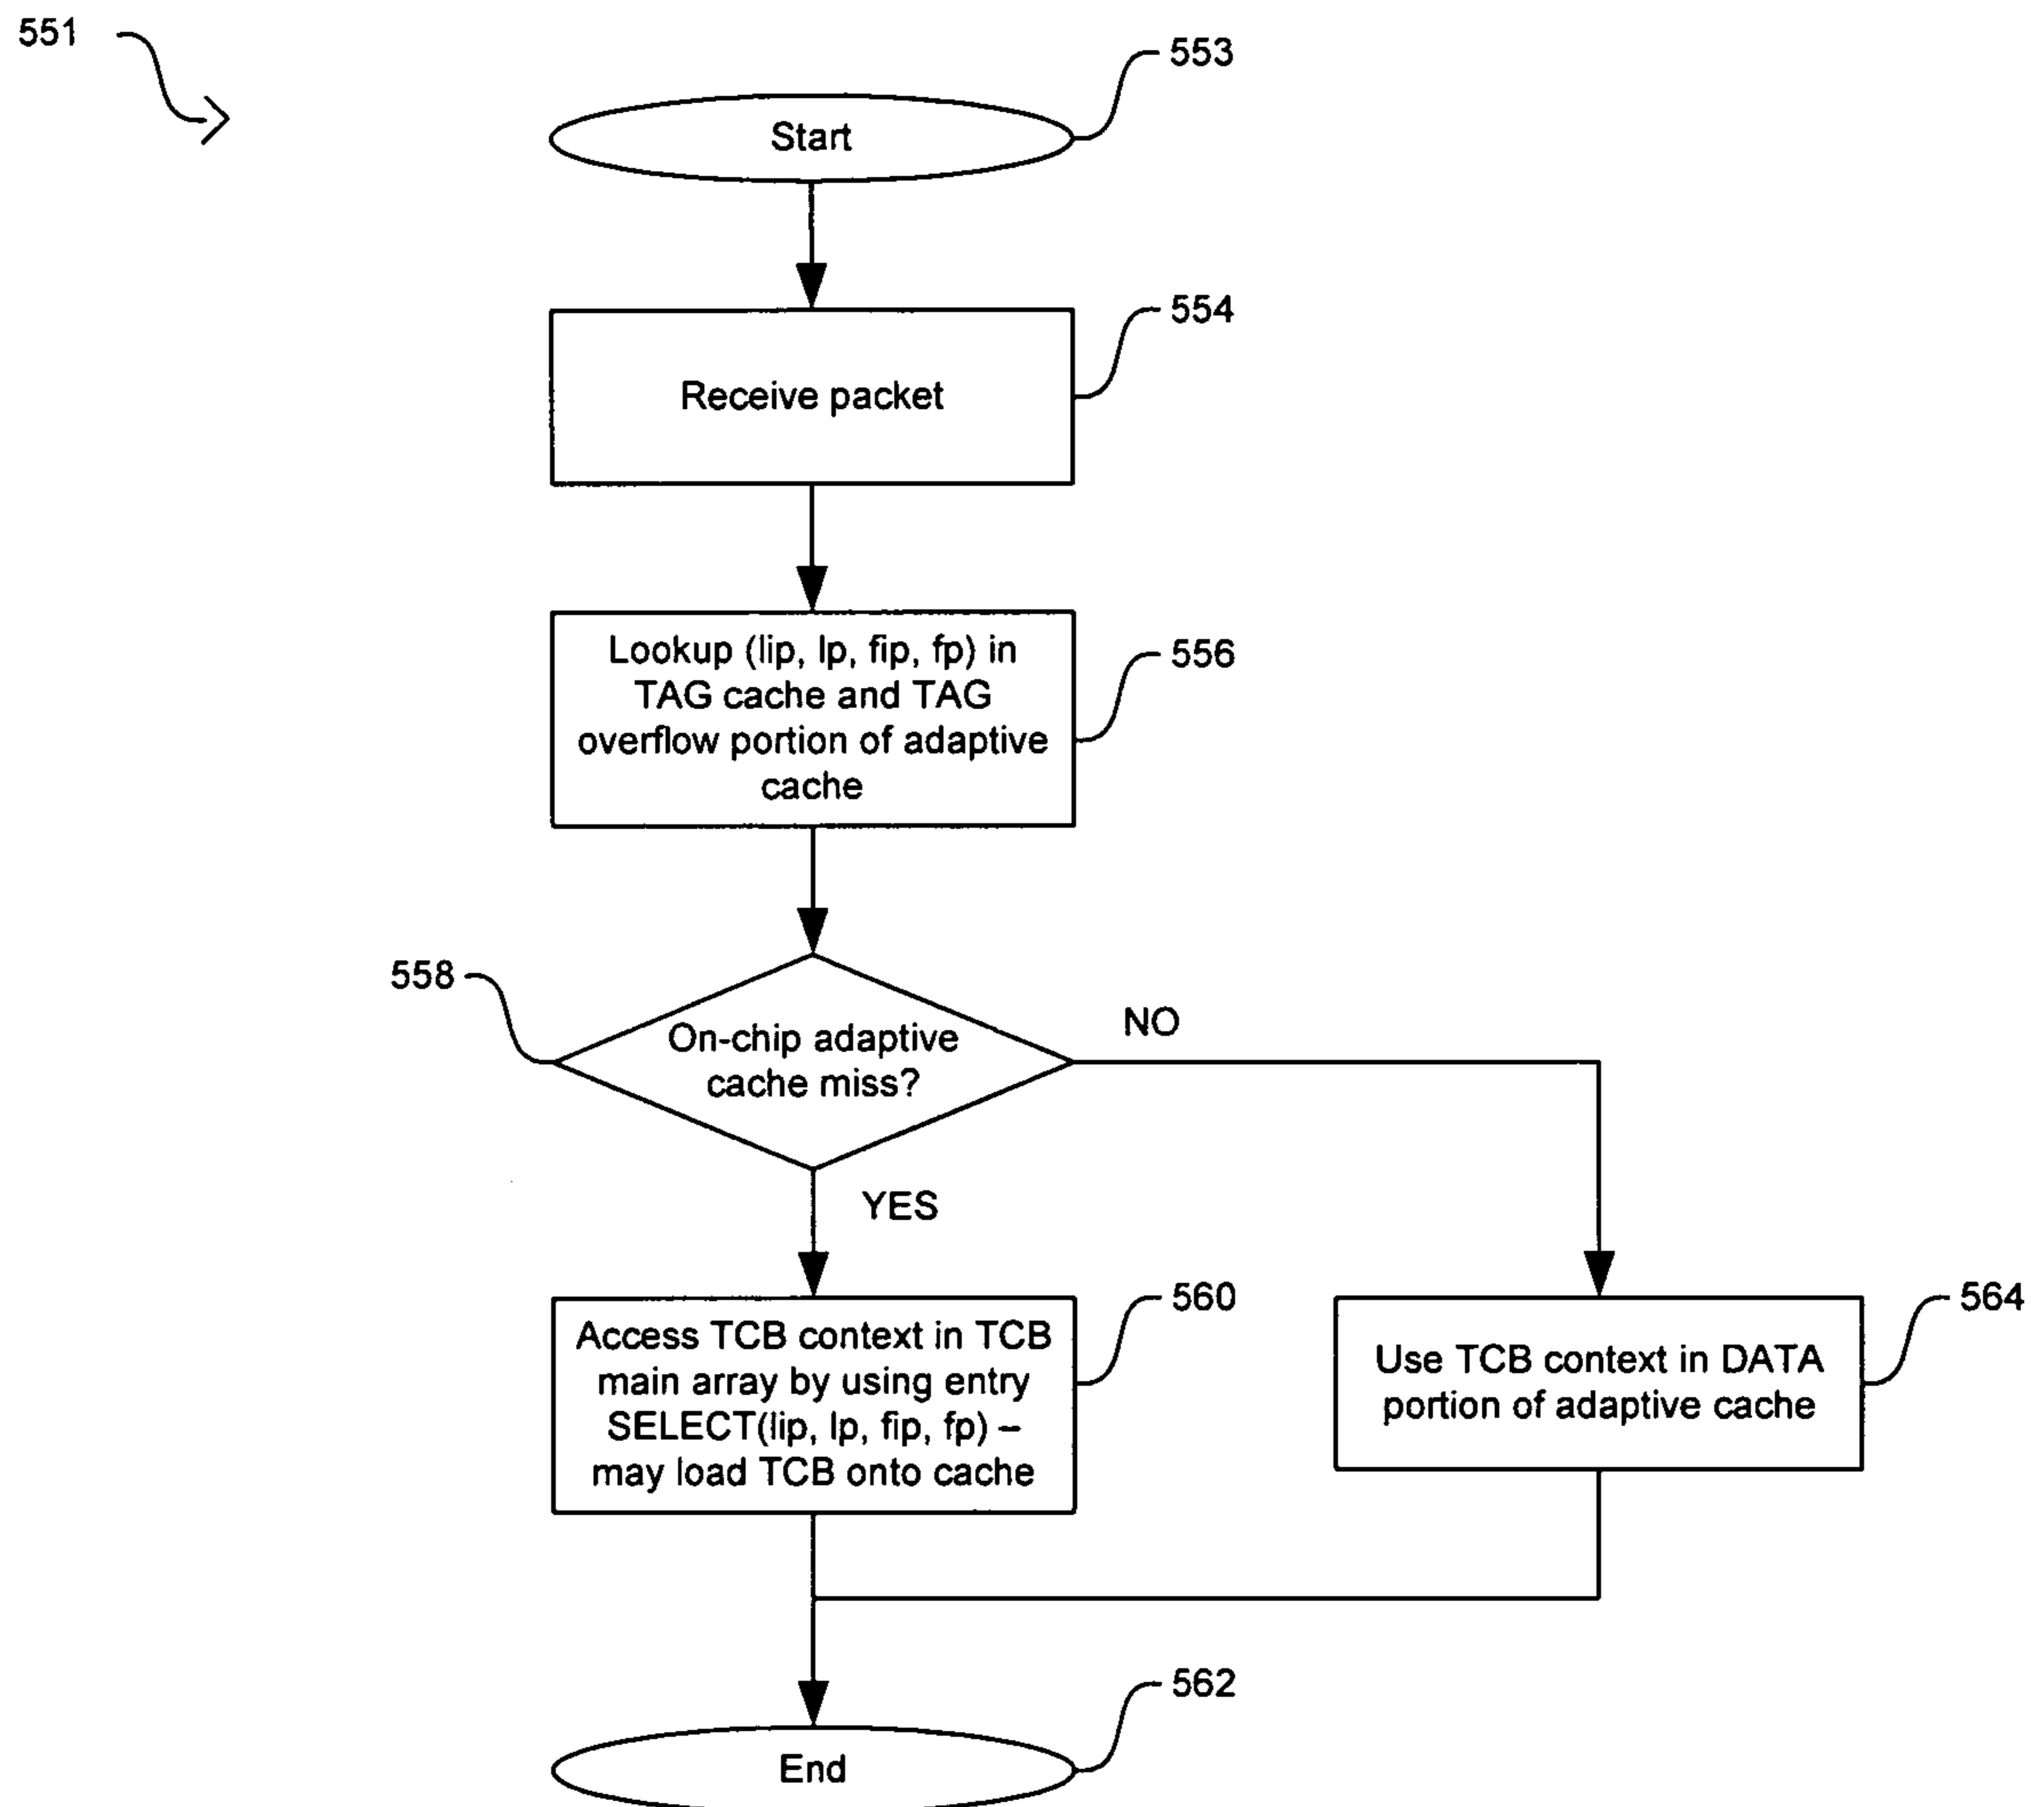 551
553
Start
554
Receive packet
556
Lookup (lip, lp, fip, fp) in
TAG cache and TAG
overflow portion of adaptive
cache
558
On-chip adaptive
cache miss?
NO
YES
560
Access TCB context in TCB
main array by using entry
SELECT(lip, lp, fip, fp) –
may load TCB onto cache
564
Use TCB context in DATA
portion of adaptive cache
562
End